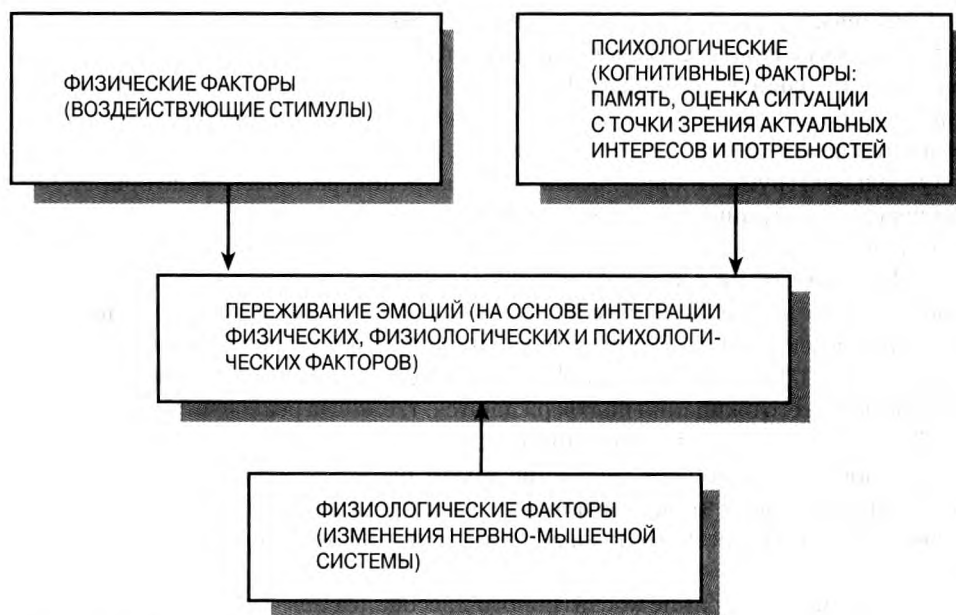 ФИЗИЧЕСКИЕ ФАКТОРЫ
(ВОЗДЕЙСТВУЮЩИЕ СТИМУЛЫ)
ПСИХОЛОГИЧЕСКИЕ
(КОГНИТИВНЫЕ) ФАКТОРЫ:
ПАМЯТЬ, ОЦЕНКА СИТУАЦИИ
С ТОЧКИ ЗРЕНИЯ АКТУАЛЬНЫХ
ИНТЕРЕСОВ И ПОТРЕБНОСТЕЙ
ПЕРЕЖИВАНИЕ ЭМОЦИЙ (НА ОСНОВЕ ИНТЕГРАЦИИ
ФИЗИЧЕСКИХ, ФИЗИОЛОГИЧЕСКИХ И ПСИХОЛОГИ-
ЧЕСКИХ ФАКТОРОВ)
ФИЗИОЛОГИЧЕСКИЕ ФАКТОРЫ
(ИЗМЕНЕНИЯ НЕРВНО-МЫШЕЧНОЙ
СИСТЕМЫ)